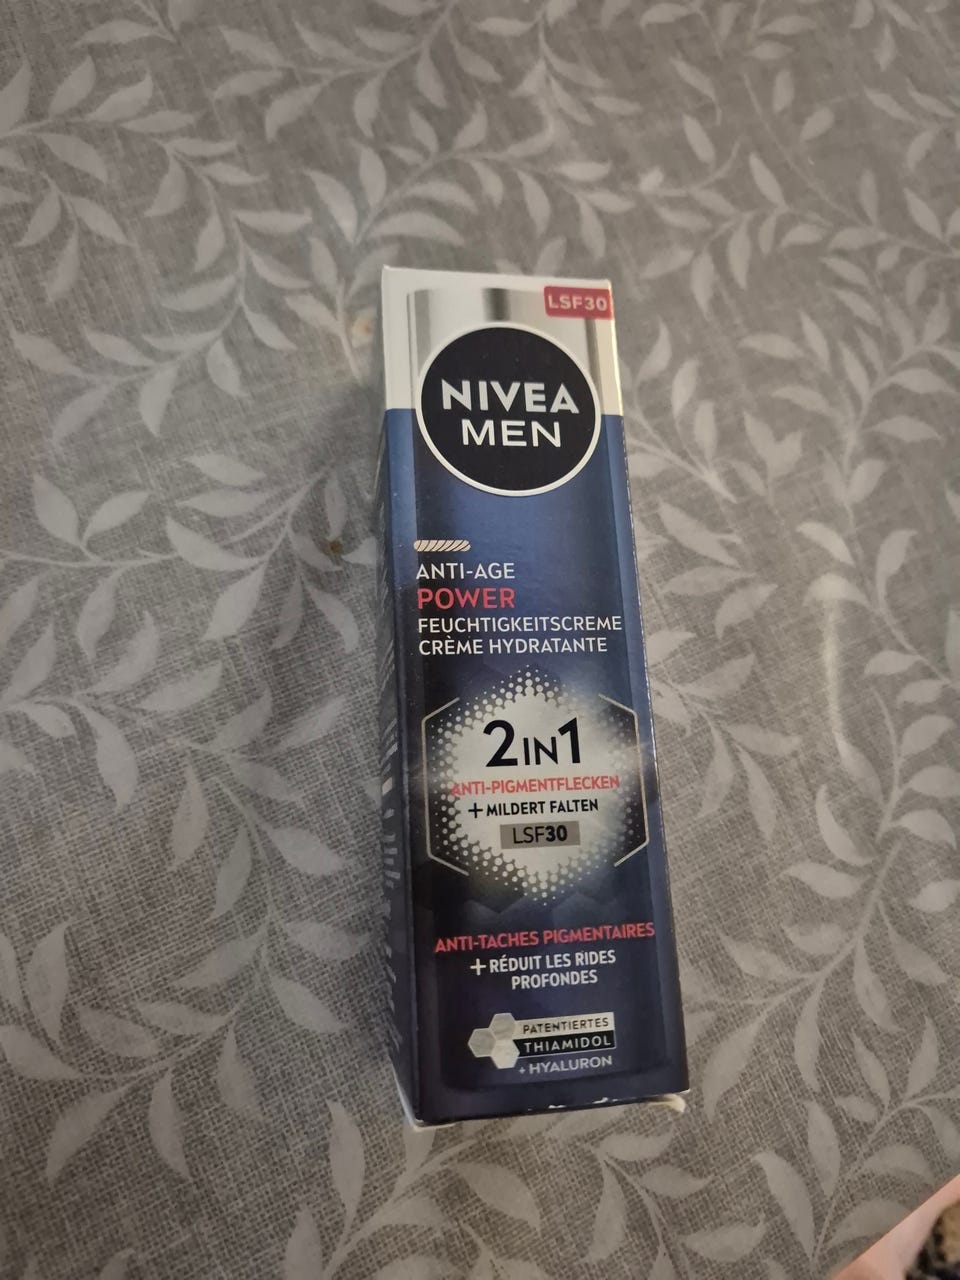 LSF30
NIVEA
MEN
ANTI-AGE
POWER
FEUCHTIGKEITSCREME
CRÈME HYDRATANTE
2IN1
ANTI-PIGMENTFLECKEN
+ MILDERT FALTEN
LSF30
ANTI-TACHES PIGMENTAIRES
+ RÉDUIT LES RIDES
PROFONDES
PATENTIERTES
THIAMIDOL
+ HYALURON